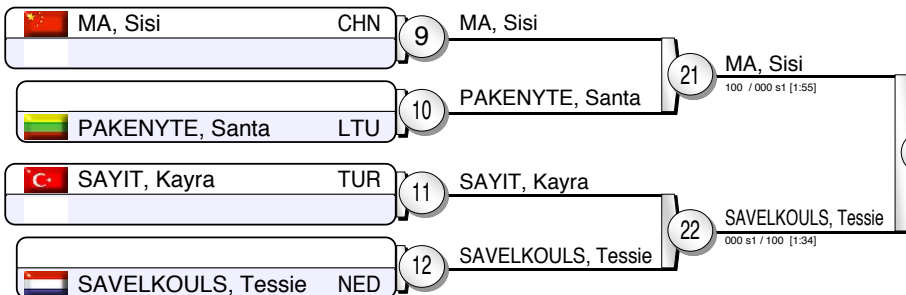 MA, Sisi CHN
9
MA, Sisi
21
MA, Sisi
100 / 000 s1 [1:55]
10
PAKENYTE, Santa
PAKENYTE, Santa LTU
SAYIT, Kayra TUR
11
SAYIT, Kayra
22
SAVELKOULS, Tessie
000 s1 / 100 [1:34]
12
SAVELKOULS, Tessie
SAVELKOULS, Tessie NED